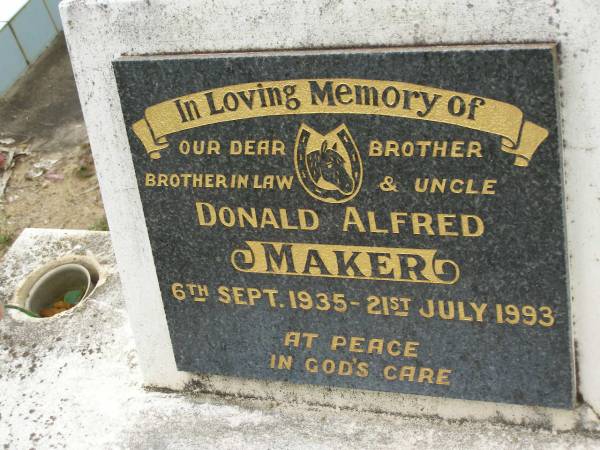 In Loving Memory of
OUR DEAR BROTHER
BROTHER IN LAW & UNCLE
DONALD ALFRED
MAKER
6TH SEPT. 1935 - 21ST JULY 1993
AT PEACE
IN GOD'S CARE